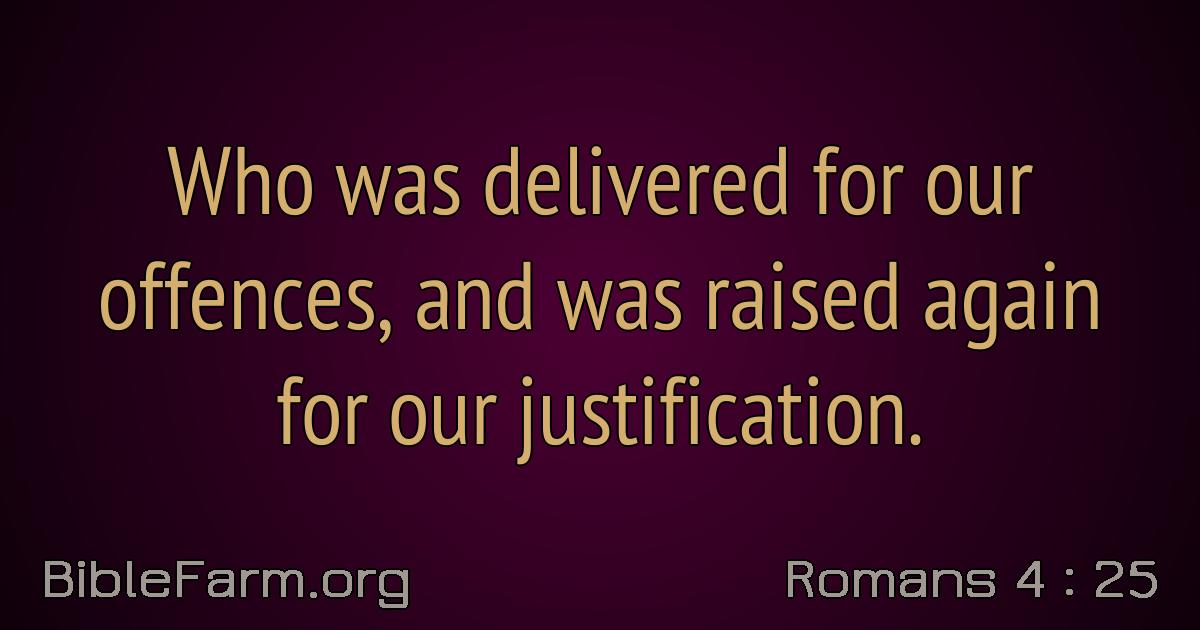 Who was delivered for our
offences, and was raised again
for our justification.
BibleFarm.org
Romans 4 : 25